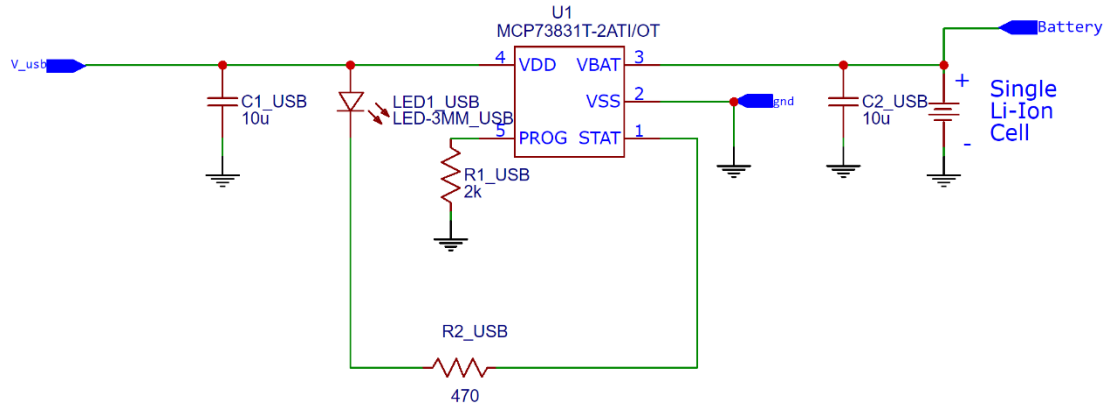 U1
MCP73831T-2ATI/OT
Battery
V_usb
4
VDD
VBAT
3
C1_USB
10u
LED1_USB
LED-3MM_USB
VSS
2
gnd
C2_USB
10u
+
Single
Li-Ion
Cell
-
5
PROG
STAT
1
R1_USB
2k
R2_USB
470